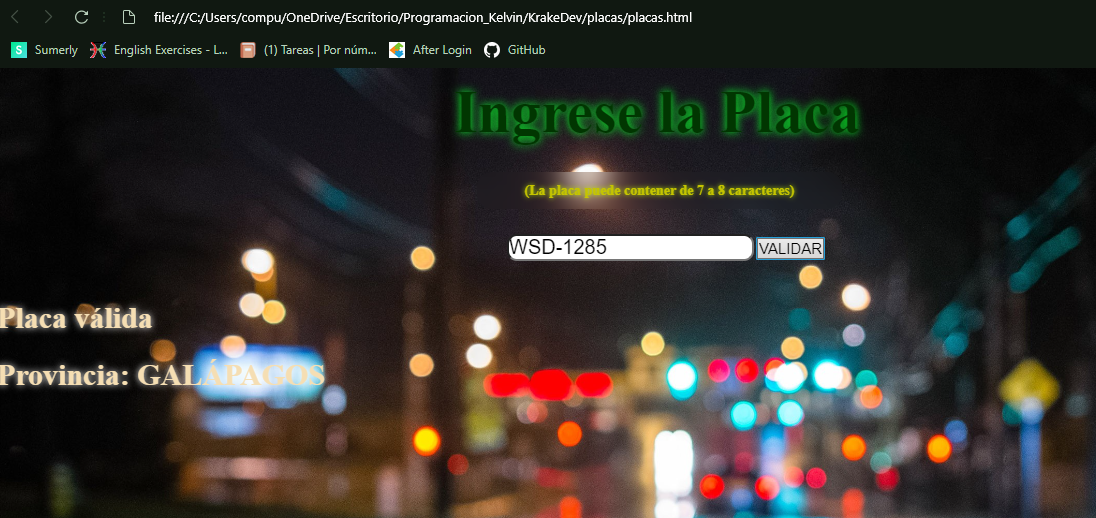 file:///C:/Users/compu/OneDrive/Escritorio/Programacion_Kelvin/KrakeDev/placas/placas.html
S Sumerly English Exercises - L... (1) Tareas | Por núm... After Login GitHub
Ingrese la Placa
(La placa puede contener de 7 a 8 caracteres)
WSD-1285 VALIDAR
Placa válida
Provincia: GALÁPAGOS